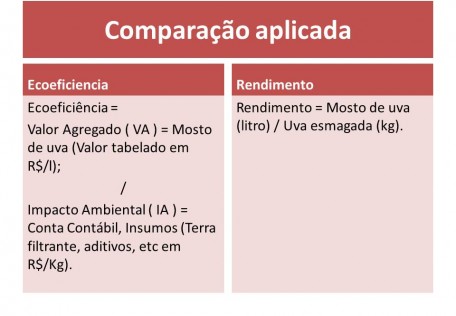 Comparação aplicada
Ecoeficiencia
Ecoeficiência =
Valor Agregado ( VA ) = Mosto
de uva (Valor tabelado em
R$/l);
/
Impacto Ambiental ( IA ) =
Conta Contábil, Insumos (Terra
filtrante, aditivos, etc em
R$/Kg).
Rendimento
Rendimento = Mosto de uva
(litro) / Uva esmagada (kg).